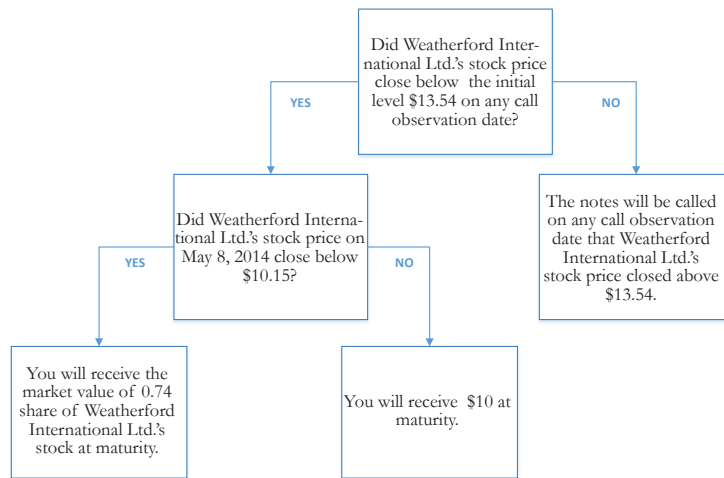 Did Weatherford Inter-
national Ltd.'s stock price
close below the initial
level $13.54 on any call
observation date?
YES
NO
Did Weatherford Interna-
tional Ltd.'s stock price on
May 8, 2014 close below
$10.15?
The notes will be called
on any call observation
date that Weatherford
International Ltd.'s
stock price closed above
$13.54.
YES
NO
You will receive the
market value of 0.74
share of Weatherford
International Ltd.'s
stock at maturity.
You will receive $10 at
maturity.